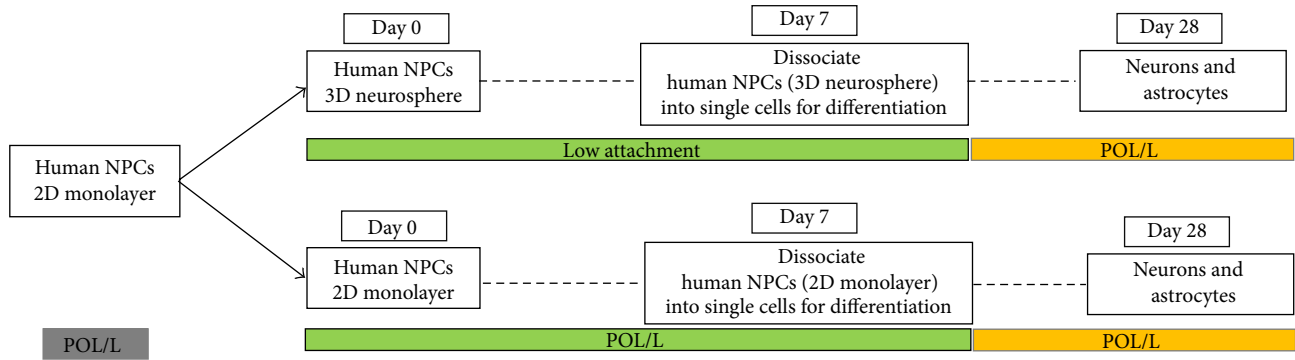 Human NPCs
2D monolayer
POL/L
Day 0
Human NPCs
3D neurosphere
Day 7
Dissociate
human NPCs (3D neurosphere)
into single cells for differentiation
Day 28
Neurons and
astrocytes
Low attachment
POL/L
Day 0
Human NPCs
2D monolayer
Day 7
Dissociate
human NPCs (2D monolayer)
into single cells for differentiation
Day 28
Neurons and
astrocytes
POL/L
POL/L